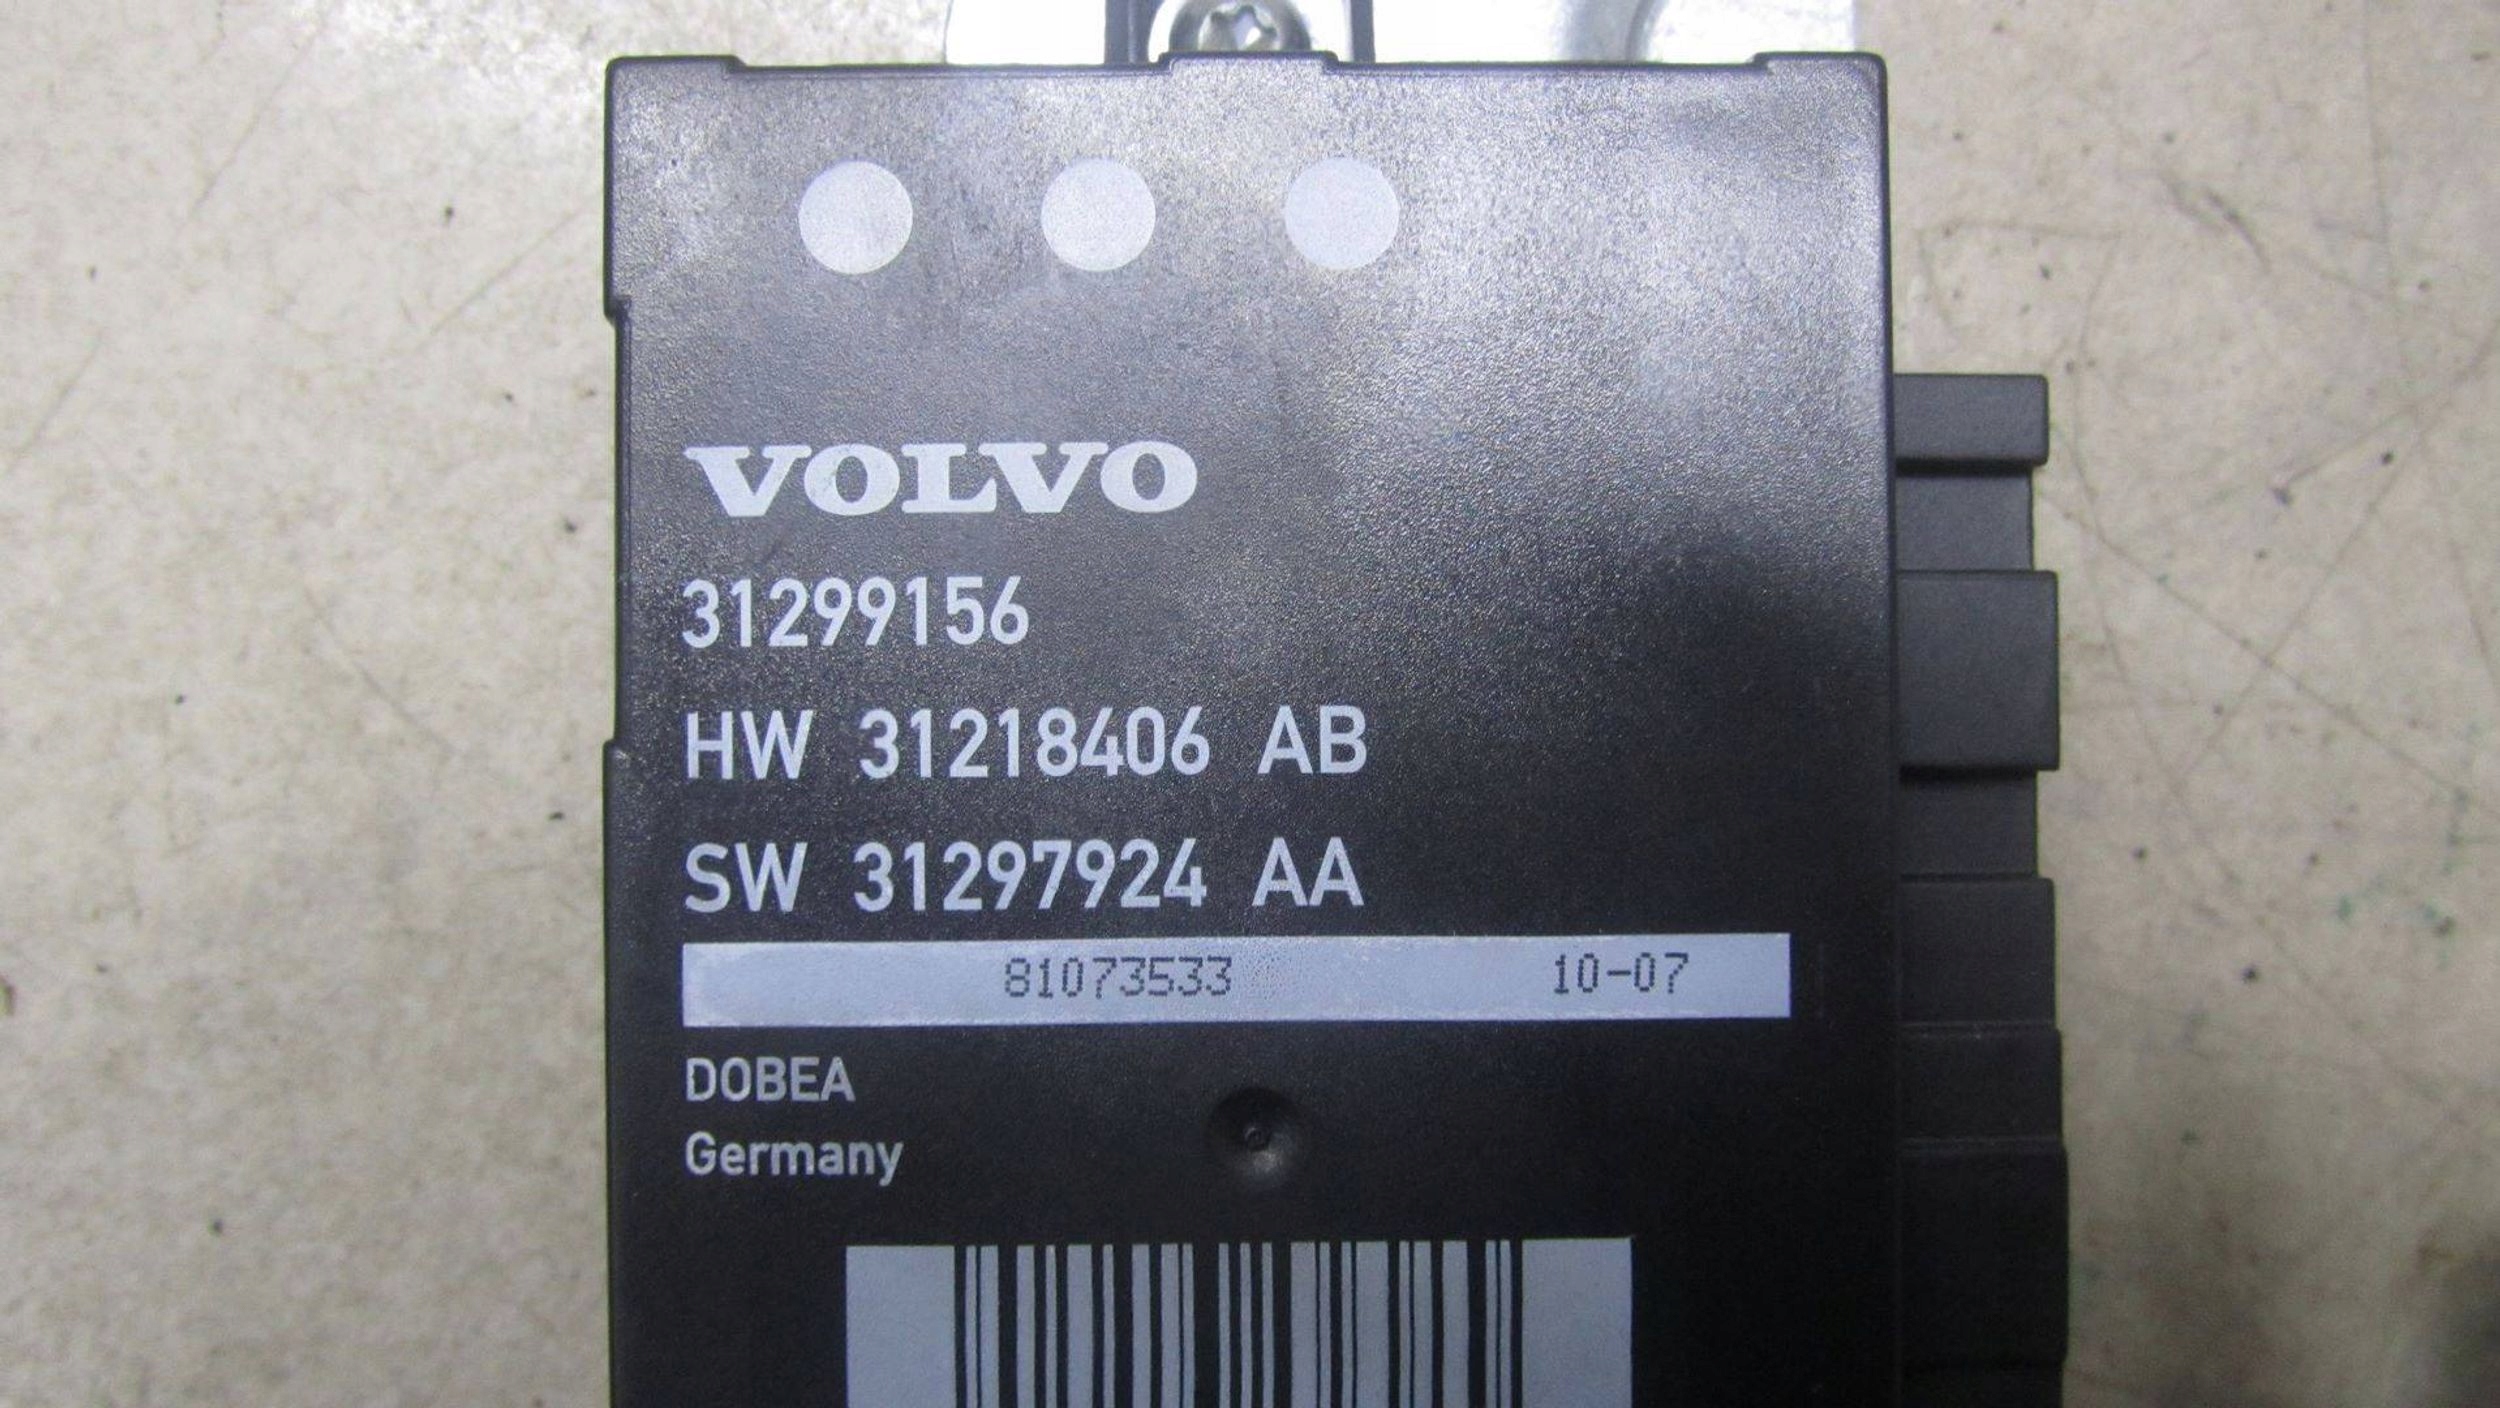 VOLVO
31299156
HW 31218406 AB
SW 31297924 AA
81073533 10-07
DOBEA
Germany